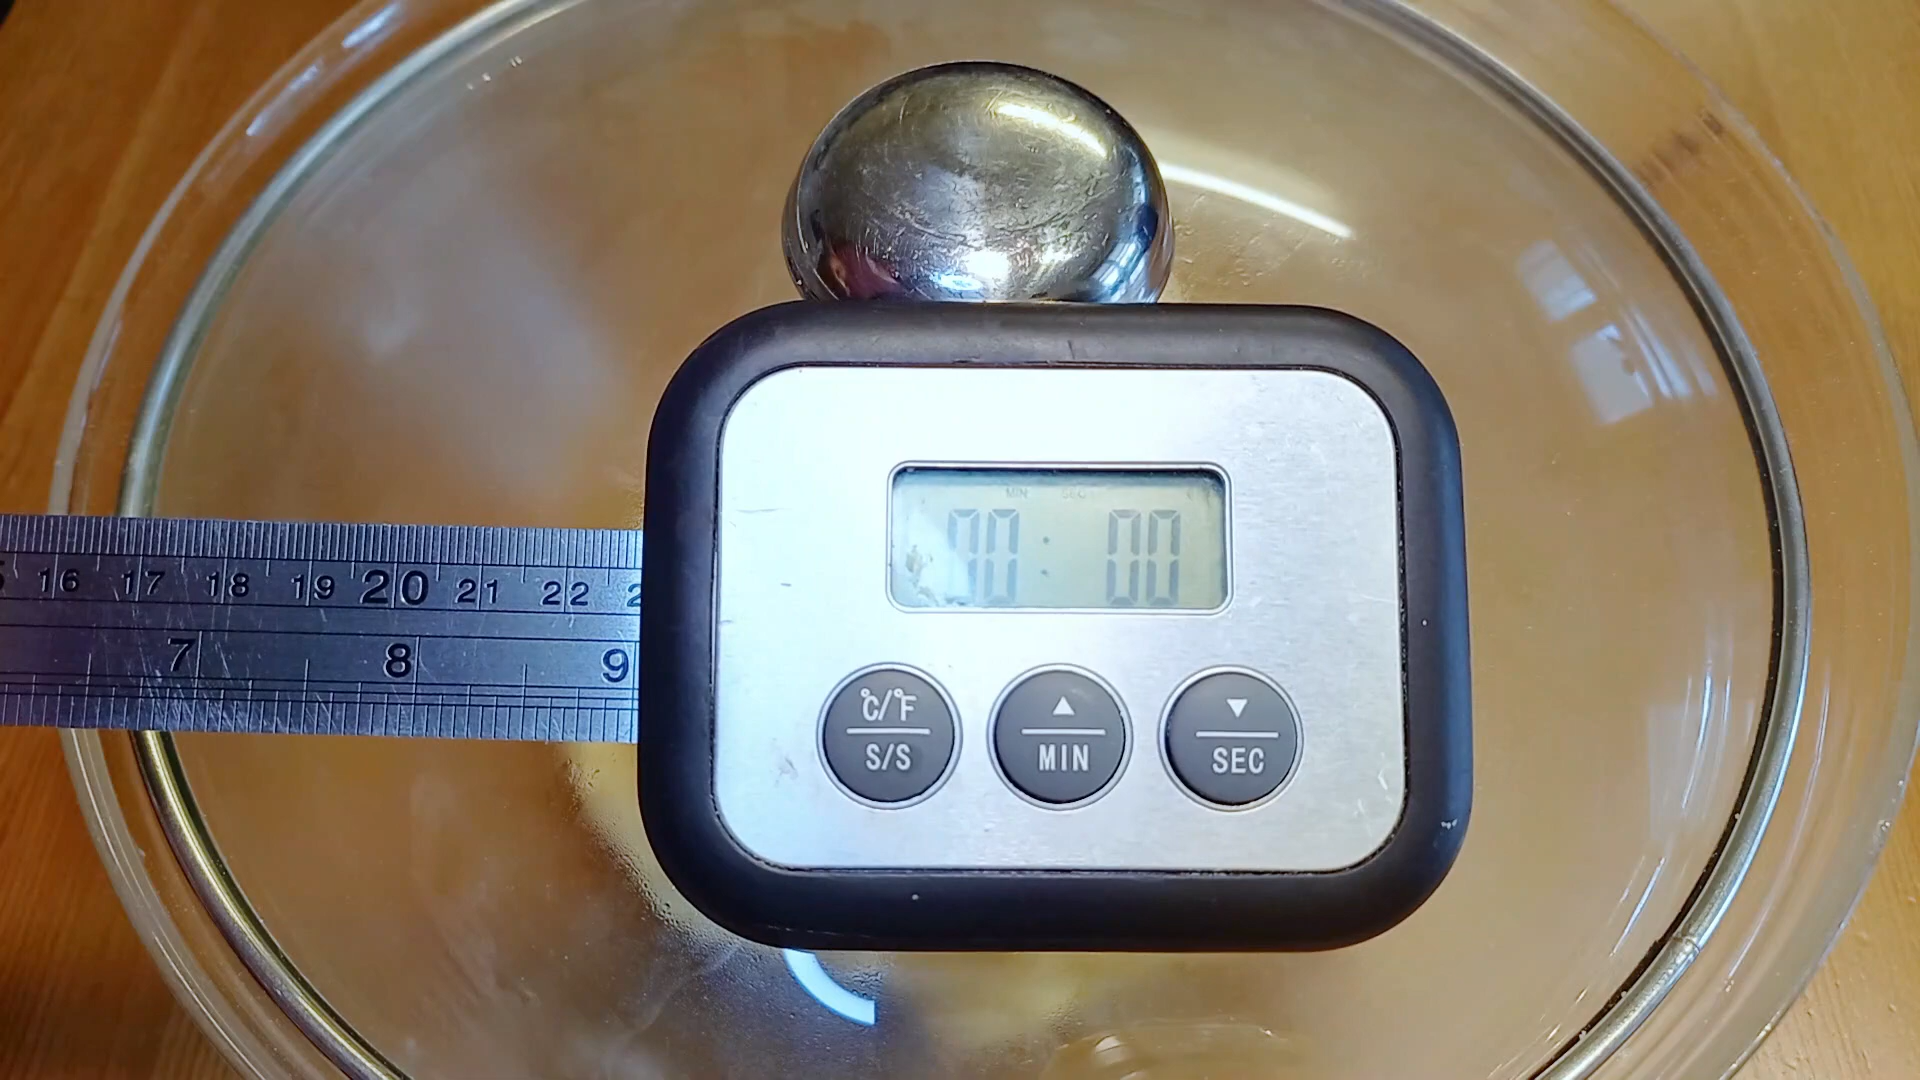 MIN SEC
00:00
16 17 18 19 20 21 22
7 8 9
°C/°F
S/S
▲
MIN
▼
SEC